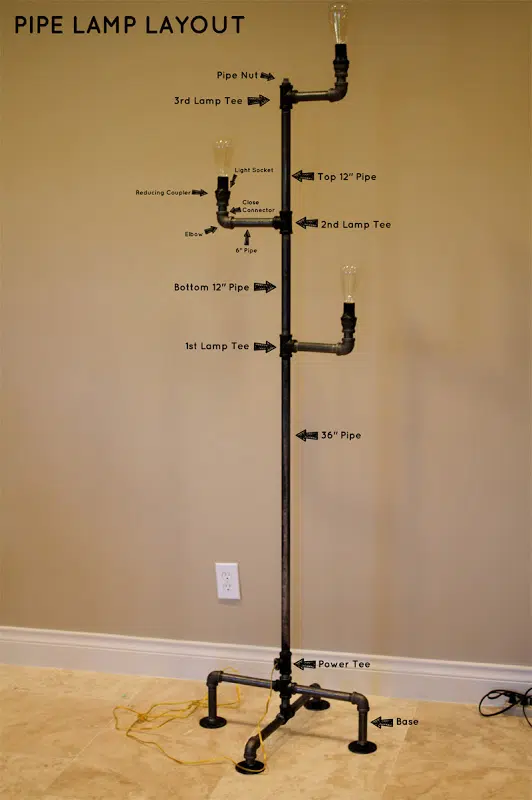 PIPE LAMP LAYOUT
Pipe Nut
3rd Lamp Tee
Light Socket
Top 12" Pipe
Reducing Coupler
Close
Connector
2nd Lamp Tee
Elbow
6" Pipe
Bottom 12" Pipe
1st Lamp Tee
36" Pipe
Power Tee
Base